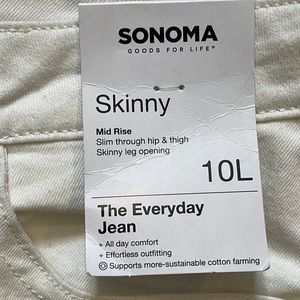 SONOMA
GOODS FOR LIFE®
Skinny
Mid Rise
Slim through hip & thigh
Skinny leg opening
10L
The Everyday
Jean
+ All day comfort
+ Effortless outfitting
Supports more-sustainable cotton farming